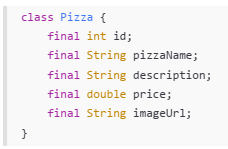 class Pizza {
    final int id;
    final String pizzaName;
    final String description;
    final double price;
    final String imageUrl;
}